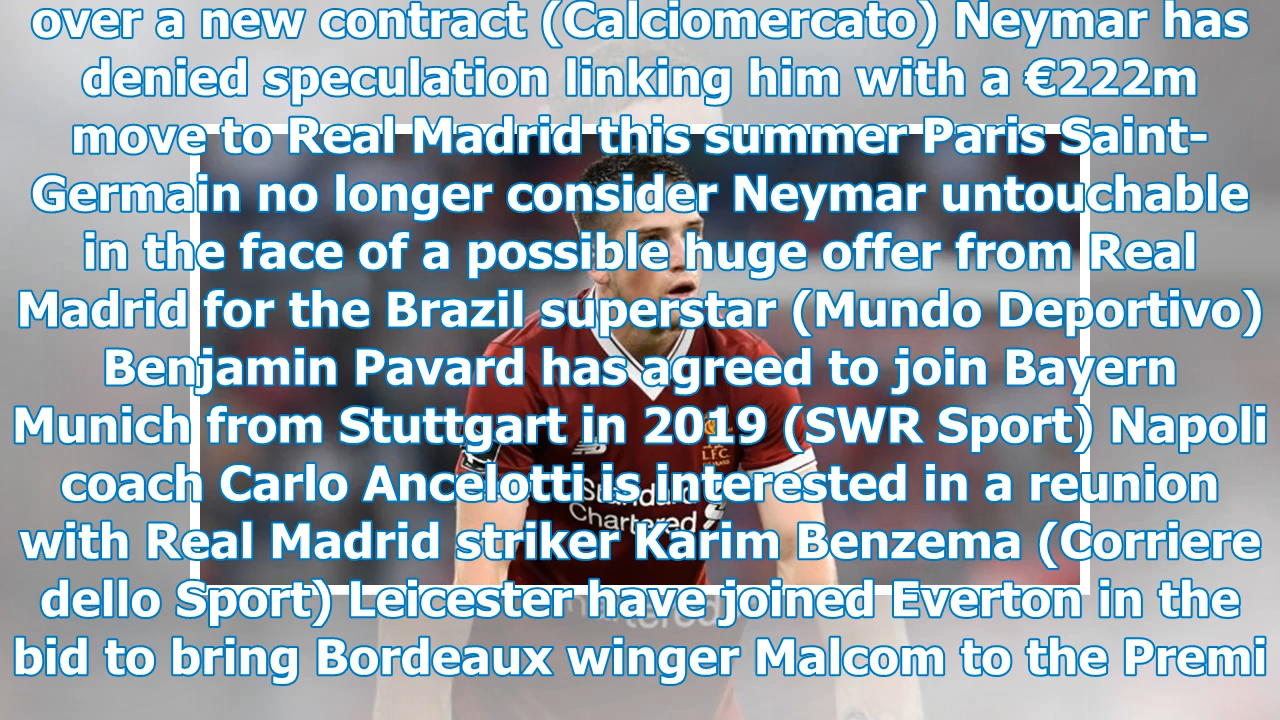 over a new contract (Calciomercato) Neymar has
denied speculation linking him with a €222m
move to Real Madrid this summer Paris Saint-
Germain no longer consider Neymar untouchable
in the face of a possible huge offer from Real
Madrid for the Brazil superstar (Mundo Deportivo)
Benjamin Pavard has agreed to join Bayern
Munich from Stuttgart in 2019 (SWR Sport) Napoli
coach Carlo Ancelotti is interested in a reunion
with Real Madrid striker Karim Benzema (Corriere
dello Sport) Leicester have joined Everton in the
bid to bring Bordeaux winger Malcom to the Premi
L.F.C.
Standard
Chartered